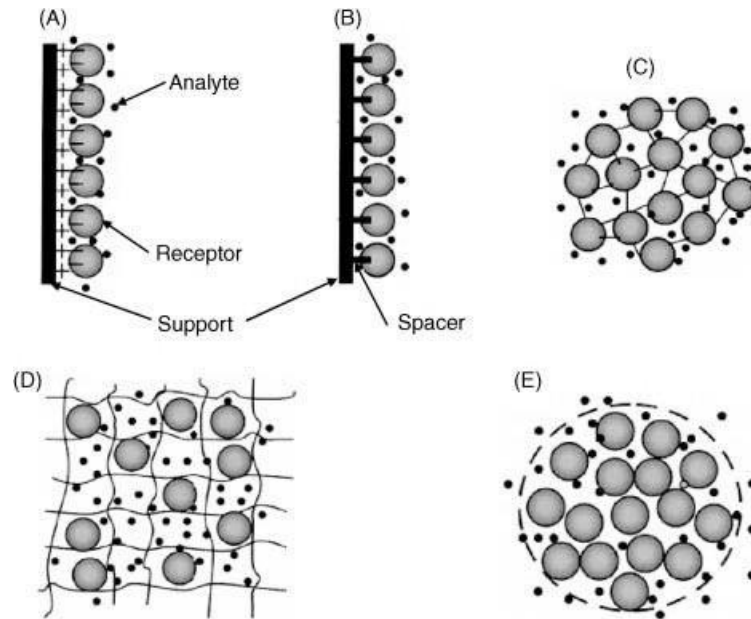 (A)
(B)
(C)
Analyte
Receptor
Support
Spacer
(D)
(E)